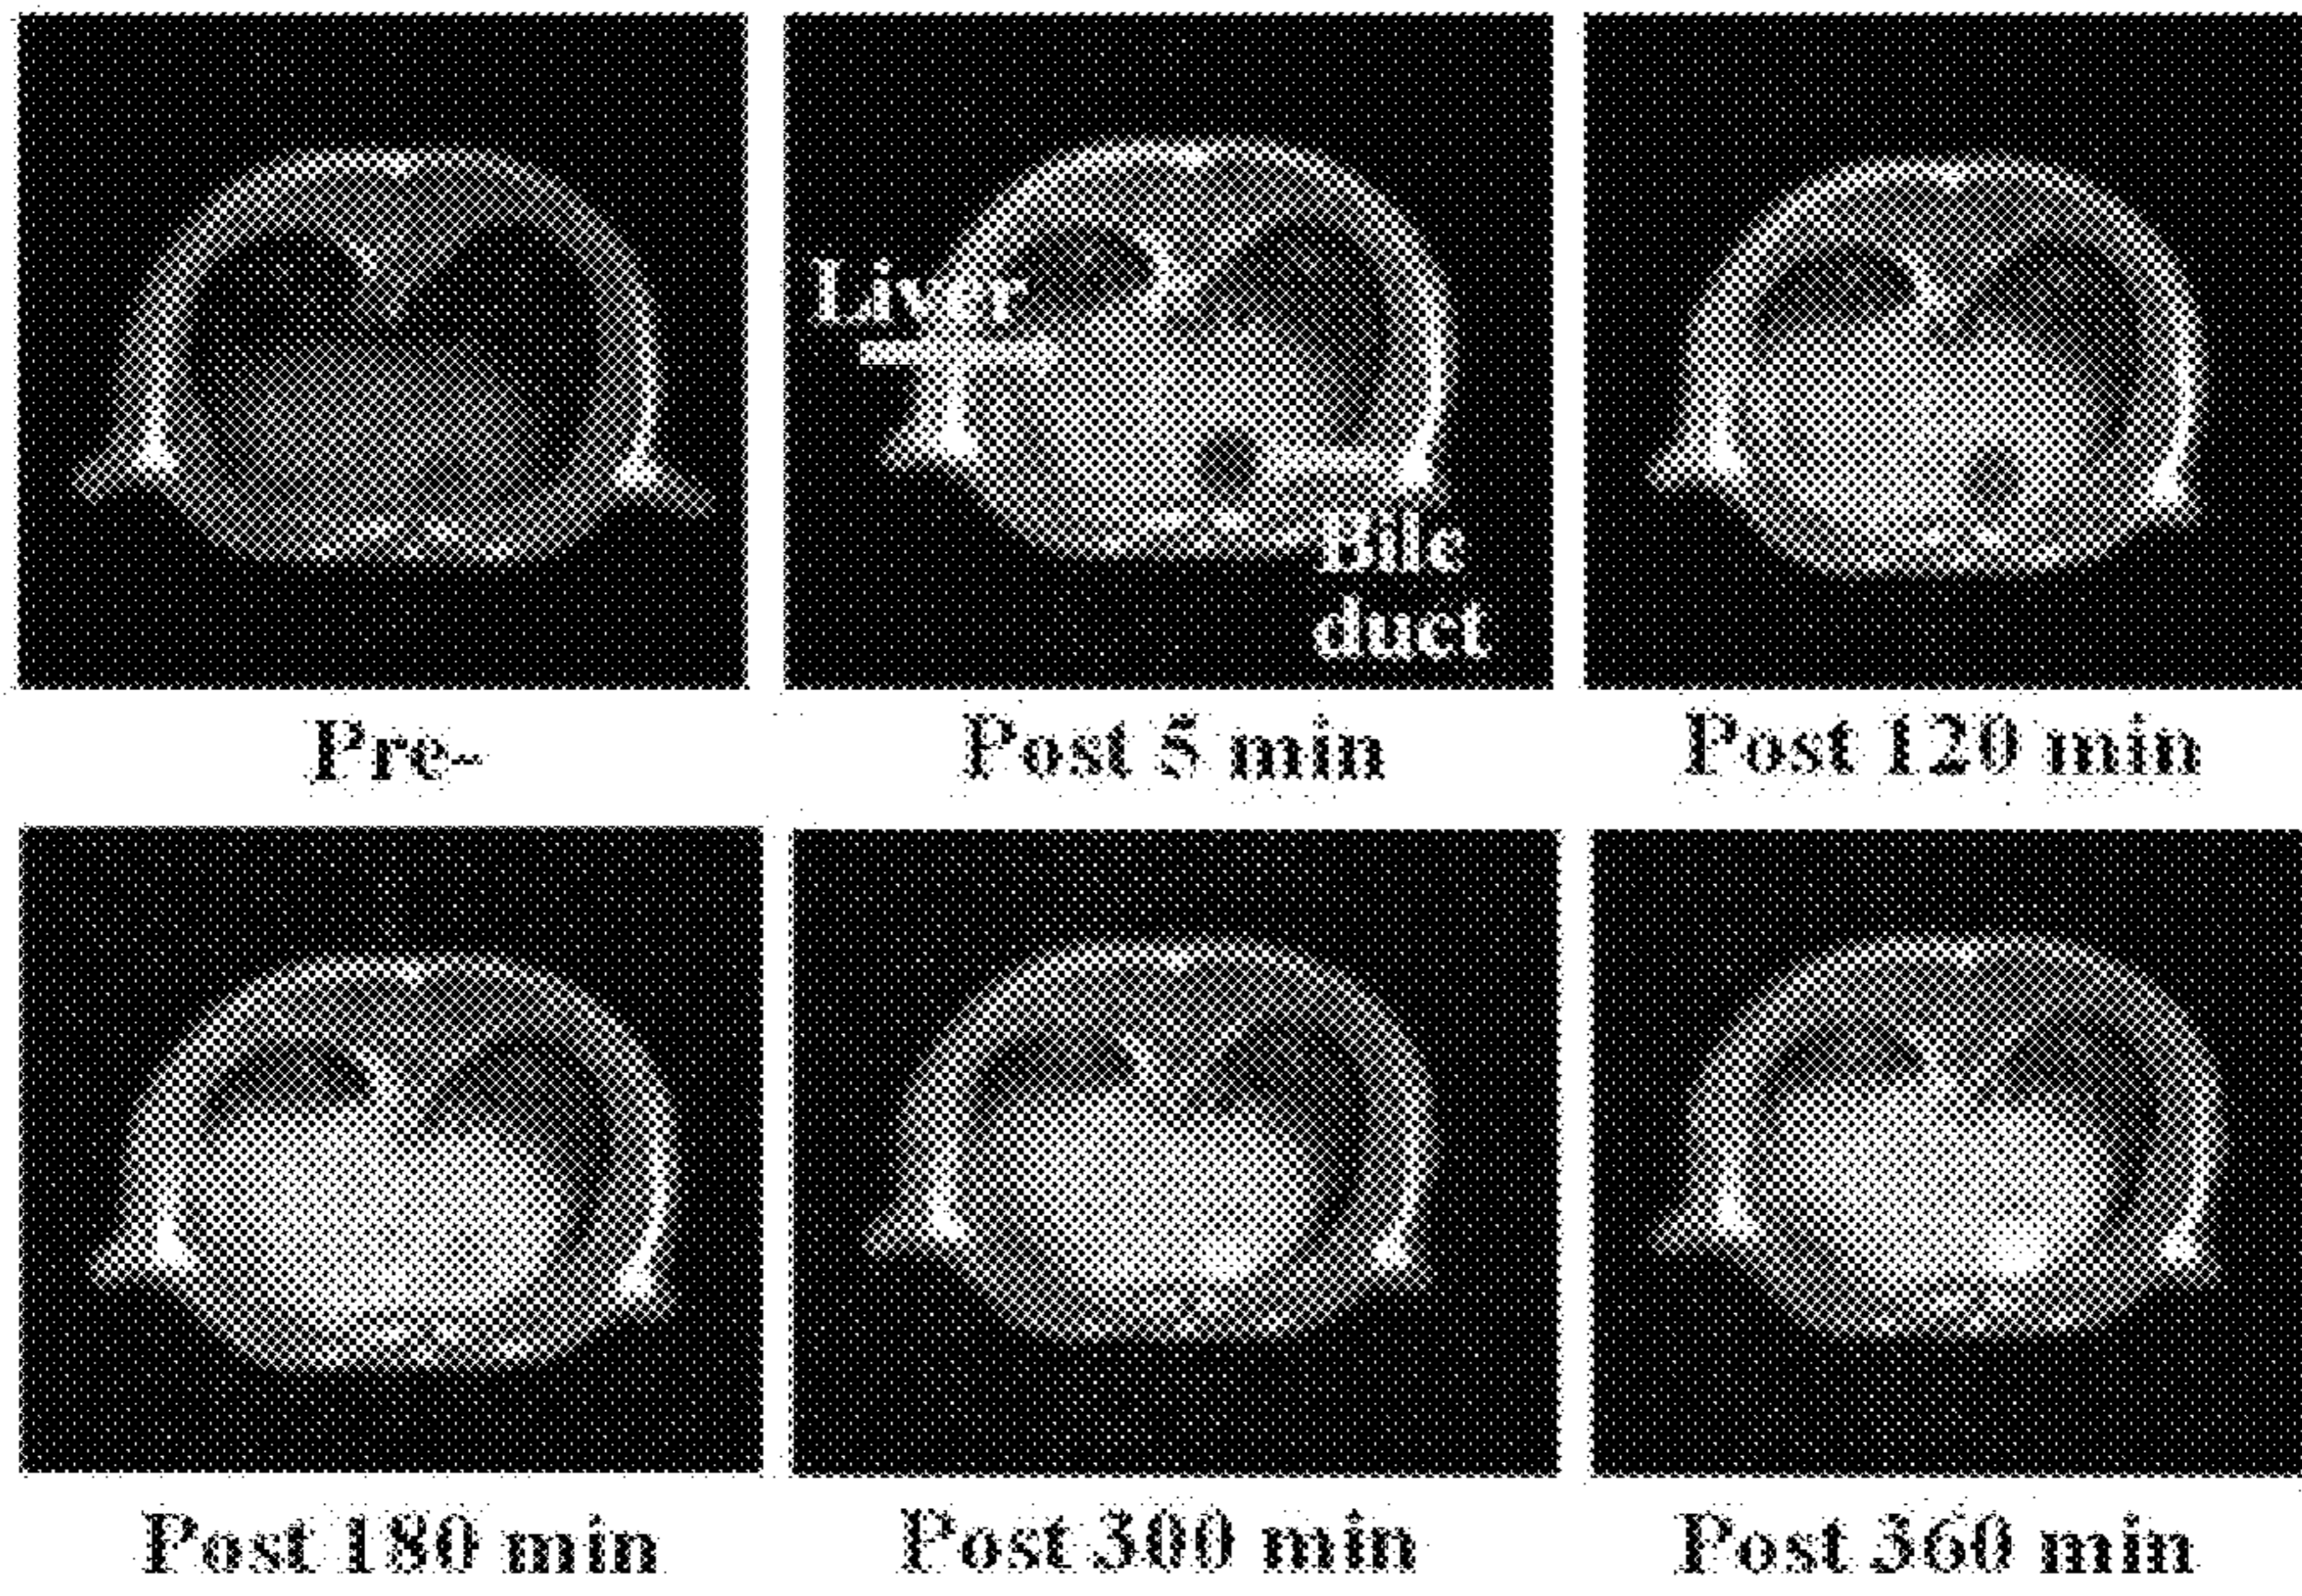 Liver
Bile
duct
Pre-
Post 5 min
Post 120 min
Post 180 min
Post 300 min
Post 360 min